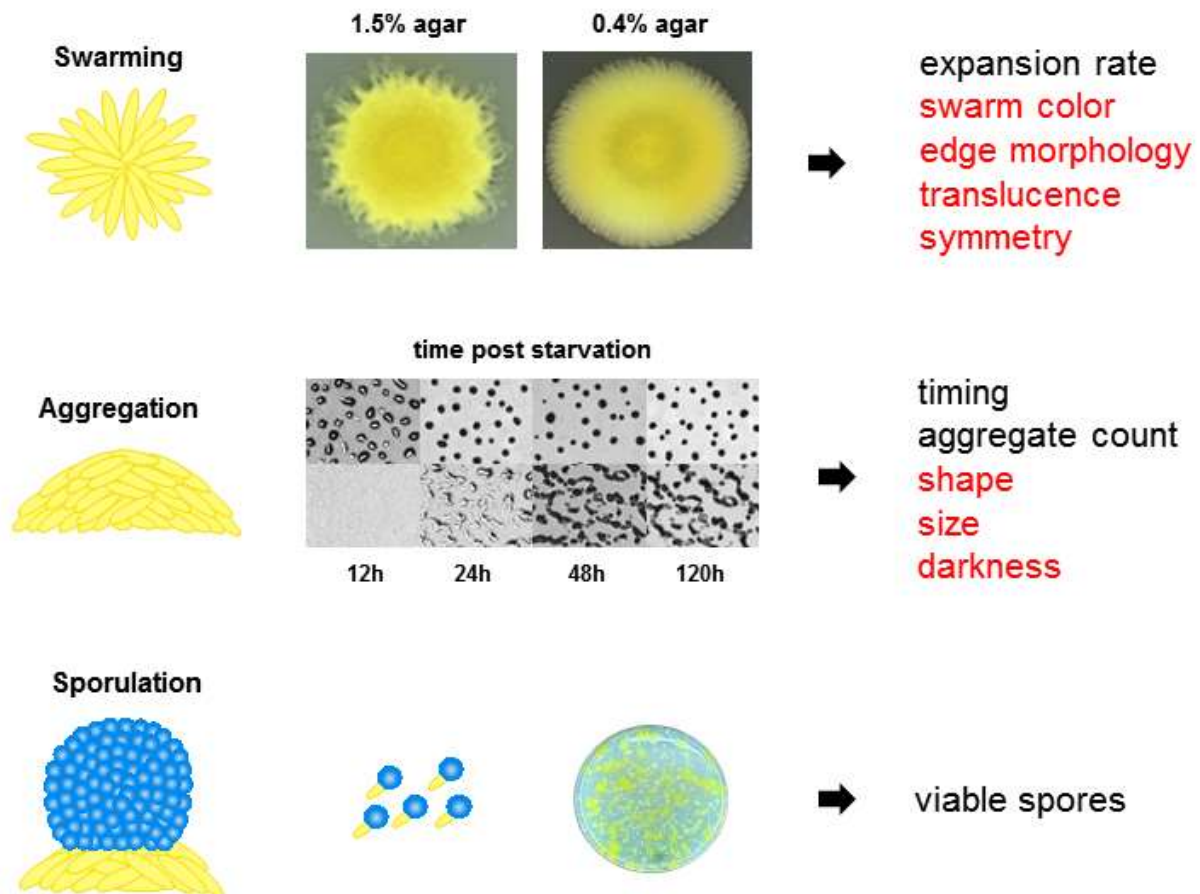 1.5% agar
0.4% agar
Swarming
expansion rate
swarm color
edge morphology
translucence
symmetry
time post starvation
Aggregation
timing
aggregate count
shape
size
darkness
12h
24h
48h
120h
Sporulation
viable spores